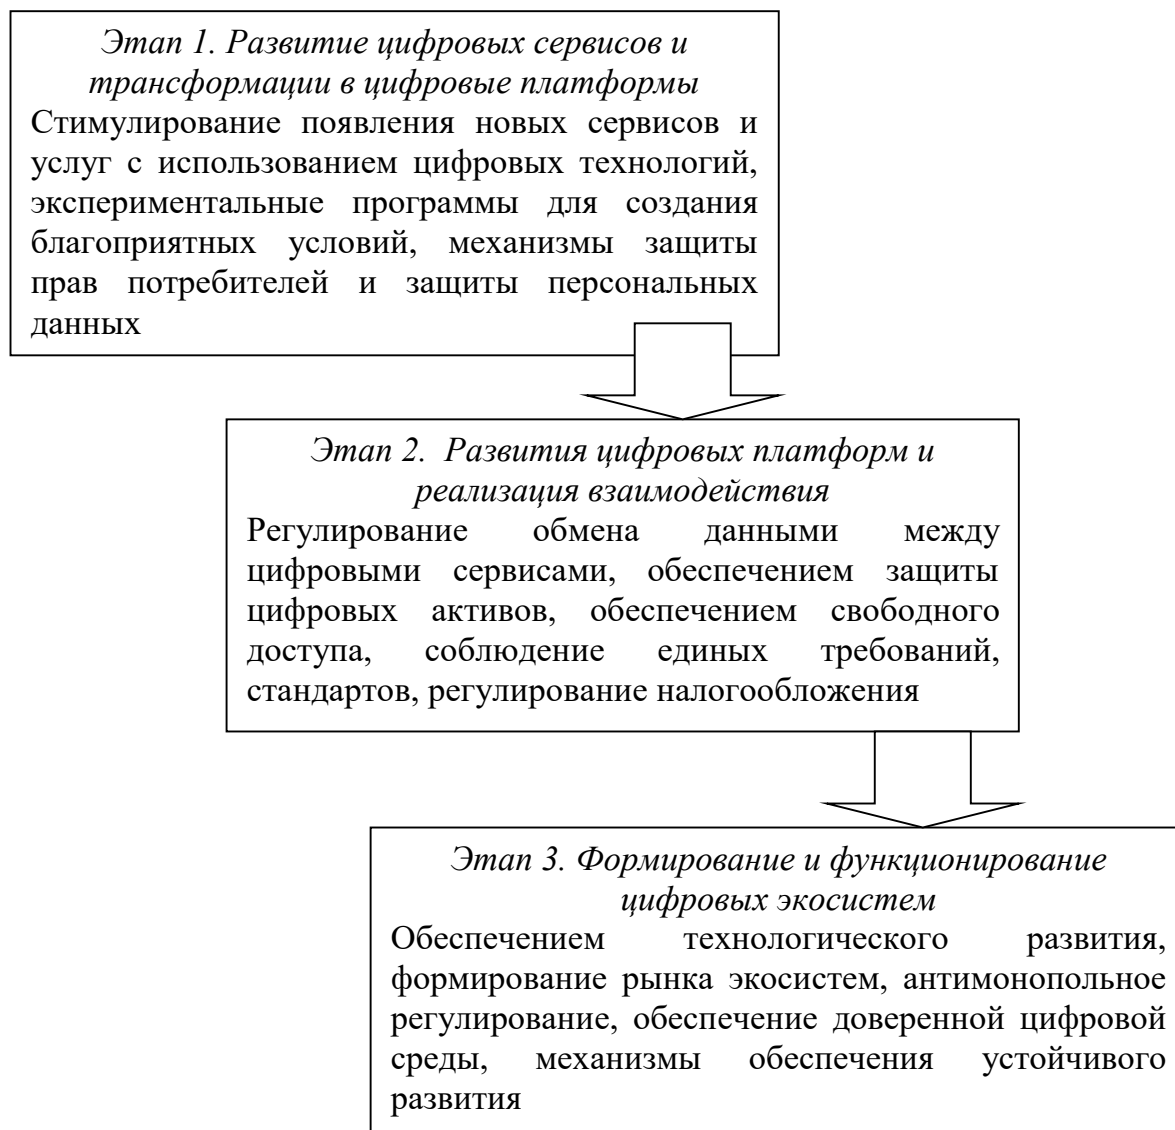 Этап 1. Развитие цифровых сервисов и
трансформации в цифровые платформы
Стимулирование появления новых сервисов и
услуг с использованием цифровых технологий,
экспериментальные программы для создания
благоприятных условий, механизмы защиты
прав потребителей и защиты персональных
данных
Этап 2. Развития цифровых платформ и
реализация взаимодействия
Регулирование обмена данными между
цифровыми сервисами, обеспечением защиты
цифровых активов, обеспечением свободного
доступа, соблюдение единых требований,
стандартов, регулирование налогообложения
Этап 3. Формирование и функционирование
цифровых экосистем
Обеспечением технологического развития,
формирование рынка экосистем, антимонопольное
регулирование, обеспечение доверенной цифровой
среды, механизмы обеспечения устойчивого
развития